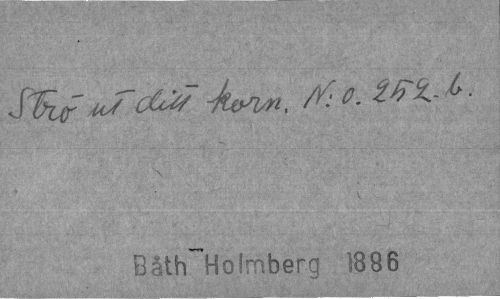 Strö ut ditt korn. N:o. 252. b.
Båth-Holmberg 1886